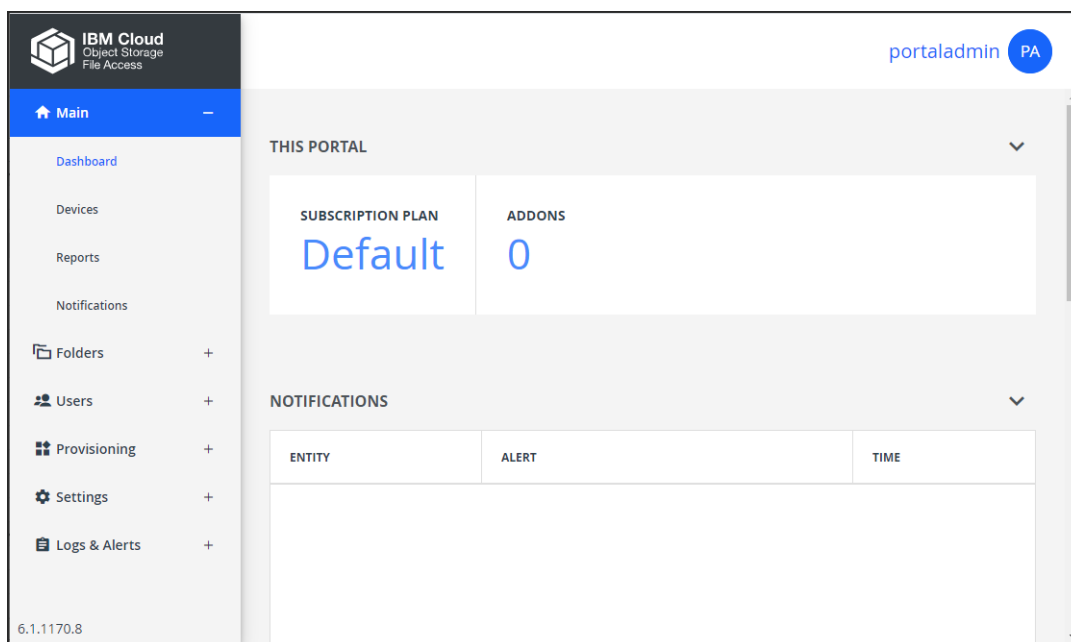 IBM Cloud
Object Storage
File Access
portaladmin PA
Main
Dashboard
Devices
Reports
Notifications
Folders
Users
Provisioning
Settings
Logs & Alerts
6.1.1170.8
THIS PORTAL
SUBSCRIPTION PLAN
Default
ADDONS
0
NOTIFICATIONS
ENTITY ALERT TIME